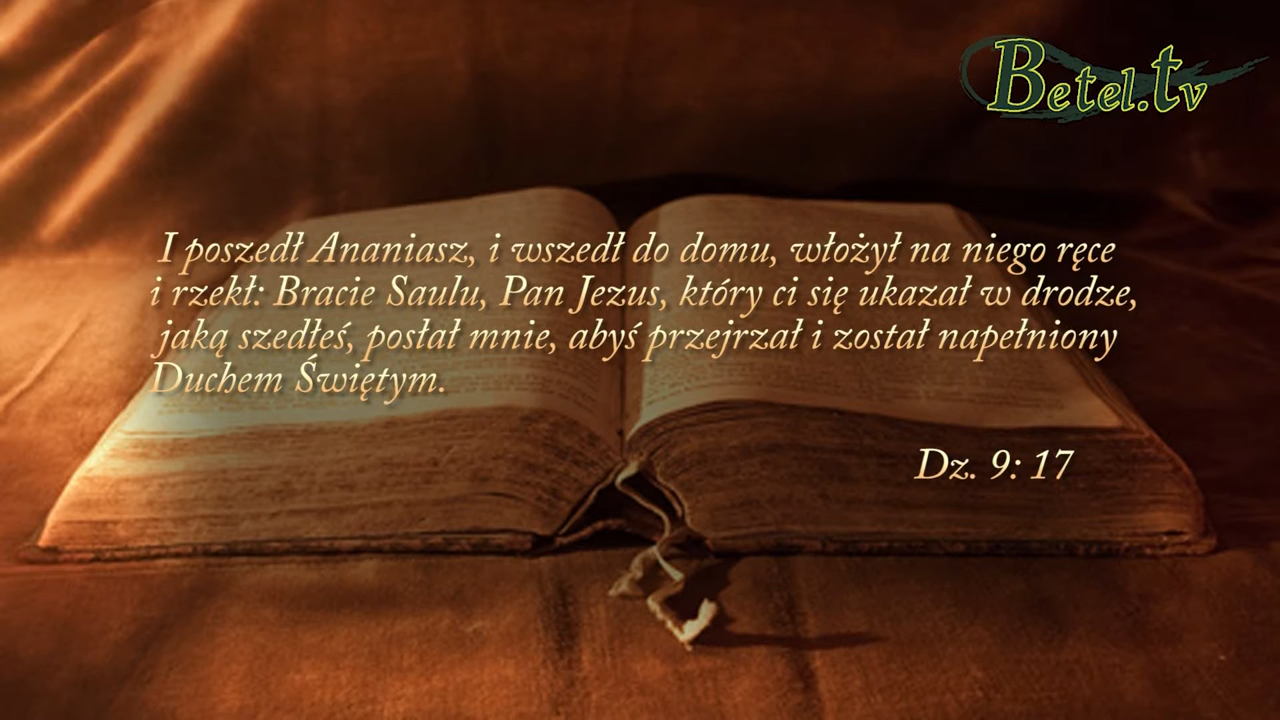 Betel.tv
I poszedł Ananiasz, i wszedł do domu, włożył na niego ręce
i rzekł: Bracie Saulu, Pan Jezus, który ci się ukazał w drodze,
jaką szedłeś, posłał mnie, abyś przejrzał i został napełniony
Duchem Świętym.
Dz. 9: 17